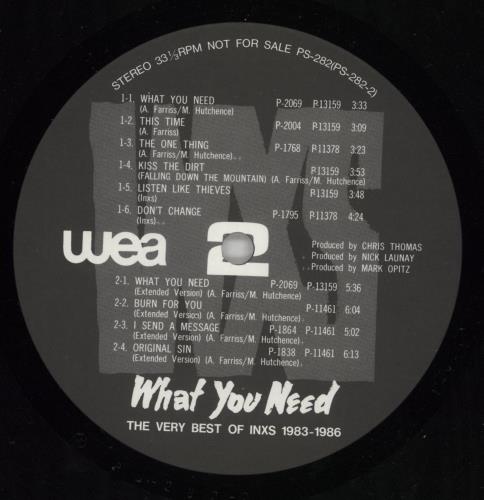 STEREO 33⅓RPM NOT FOR SALE PS-282(PS-282-2)
1-1. WHAT YOU NEED P-2069 P-13159 3:33
(A. Farriss/M. Hutchence)
1-2. THIS TIME P-2004 P-13159 3:09
(A. Farriss)
1-3. THE ONE THING P-1768 P-11378 3:23
(A. Farriss/M. Hutchence)
1-4. KISS THE DIRT P-13159 3:53
(FALLING DOWN THE MOUNTAIN) (A. Farriss/M. Hutchence)
1-5. LISTEN LIKE THIEVES P-13159 3:48
(Inxs)
1-6. DON'T CHANGE P-1795 P-11378 4:24
(Inxs)
INXS
wea 2
Produced by CHRIS THOMAS
Produced by NICK LAUNAY
Produced by MARK OPITZ
2-1. WHAT YOU NEED P-2069 P-13159 5:36
(Extended Version) (A. Farriss/M. Hutchence)
2-2. BURN FOR YOU P-11461 6:04
(Extended Version) (A. Farriss/M. Hutchence)
2-3. I SEND A MESSAGE P-1864 P-11461 5:02
(Extended Version) (A. Farriss/M. Hutchence)
2-4. ORIGINAL SIN P-1838 P-11461 6:13
(Extended Version) (A. Farriss/M. Hutchence)
What You Need
THE VERY BEST OF INXS 1983-1986